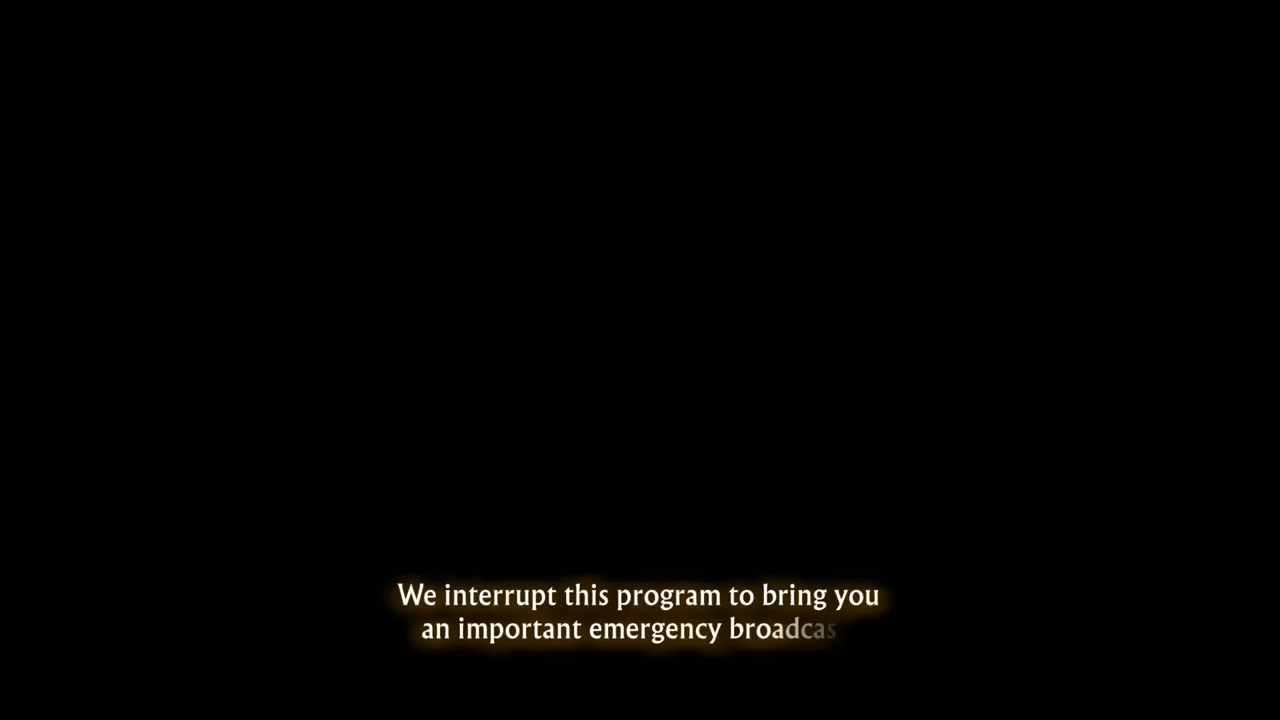 We interrupt this program to bring you
an important emergency broadcas